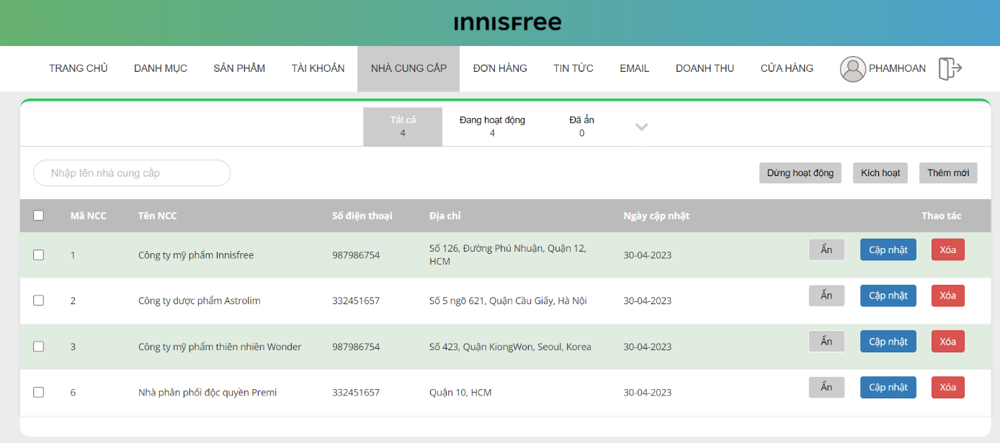 INNISFREE
TRANG CHỦ DANH MỤC SẢN PHẨM TÀI KHOẢN NHÀ CUNG CẤP ĐƠN HÀNG TIN TỨC EMAIL DOANH THU CỬA HÀNG PHAMHOAN
Tất cả Đang hoạt động Đã ẩn
4 4 0
Nhập tên nhà cung cấp Dừng hoạt động Kích hoạt Thêm mới
Mã NCC Tên NCC Số điện thoại Địa chỉ Ngày cập nhật Thao tác
1 Công ty mỹ phẩm Innisfree 987986754 Số 126, Đường Phú Nhuận, Quận 12, HCM 30-04-2023 Ẩn Cập nhật Xóa
2 Công ty dược phẩm Astrolim 332451657 Số 5 ngõ 621, Quận Cầu Giấy, Hà Nội 30-04-2023 Ẩn Cập nhật Xóa
3 Công ty mỹ phẩm thiên nhiên Wonder 987986754 Số 423, Quận KiongWon, Seoul, Korea 30-04-2023 Ẩn Cập nhật Xóa
6 Nhà phân phối độc quyền Premi 332451657 Quận 10, HCM 30-04-2023 Ẩn Cập nhật Xóa